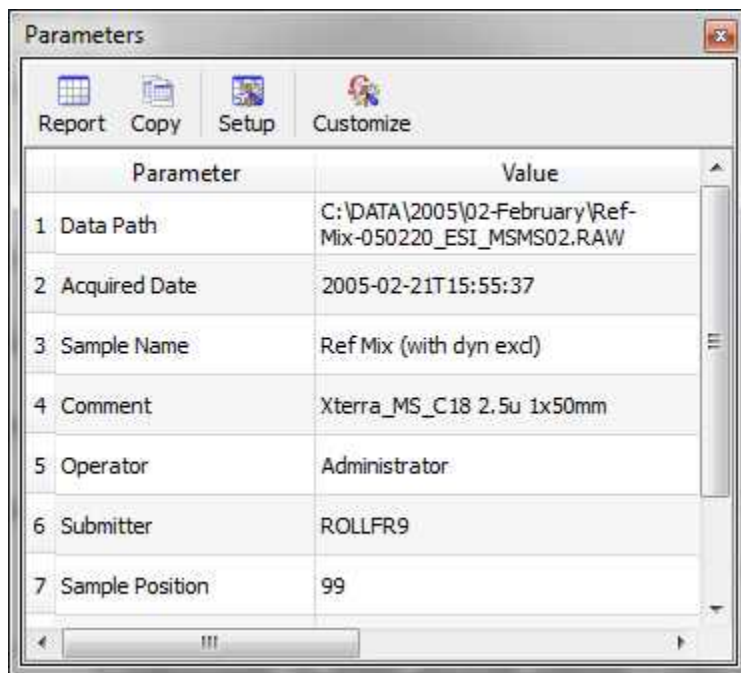 Parameters
Report Copy Setup Customize
Parameter Value
1 Data Path C:\DATA\2005\02-February\Ref-
Mix-050220_ESI_MSMS02.RAW
2 Acquired Date 2005-02-21T15:55:37
3 Sample Name Ref Mix (with dyn excl)
4 Comment Xterra_MS_C18 2.5u 1x50mm
5 Operator Administrator
6 Submitter ROLLFR9
7 Sample Position 99